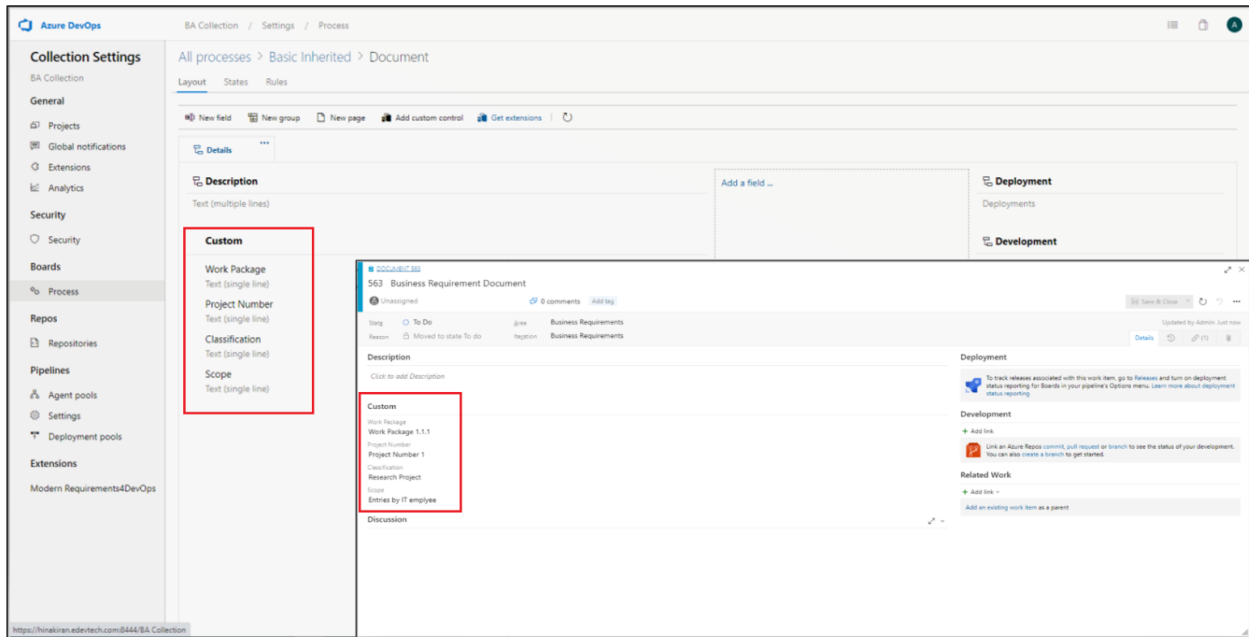 Azure DevOps
BA Collection / Settings / Process
A
Collection Settings
BA Collection
General
Projects
Global notifications
Extensions
Analytics
Security
Security
Boards
Process
Repos
Repositories
Pipelines
Agent pools
Settings
Deployment pools
Extensions
Modern Requirements4DevOps
https://hinakiran.edevtech.com:8444/BA Collection
All processes > Basic Inherited > Document
Layout States Rules
New field New group New page Add custom control Get extensions
Details
Description
Text (multiple lines)
Add a field ...
Deployment
Deployments
Development
Custom
Work Package
Text (single line)
Project Number
Text (single line)
Classification
Text (single line)
Scope
Text (single line)
DOCUMENT 563
563 Business Requirement Document
Unassigned 0 comments Add tag Save & Close
State To Do Area Business Requirements Updated by Admin: Just now
Reason Moved to state To do Iteration Business Requirements
Details (1)
Description
Click to add Description
Custom
Work Package
Work Package 1.1.1
Project Number
Project Number 1
Classification
Research Project
Scope
Entries by IT emplyee
Discussion
Deployment
To track releases associated with this work item, go to Releases and turn on deployment
status reporting for Boards in your pipeline's Options menu. Learn more about deployment
status reporting
Development
+ Add link
Link an Azure Repos commit, pull request or branch to see the status of your development.
You can also create a branch to get started.
Related Work
+ Add link
Add an existing work item as a parent